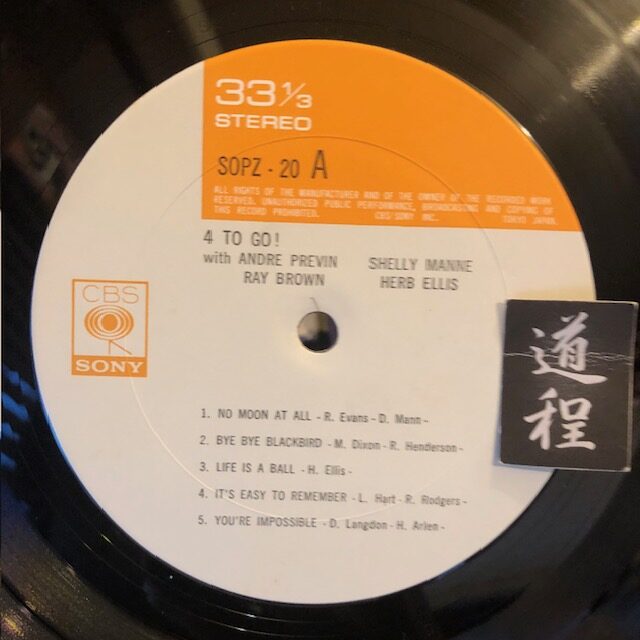 33 1/3
STEREO
SOPZ - 20 A
ALL RIGHTS OF THE MANUFACTURER AND OF THE OWNER OF THE RECORDED WORK
RESERVED. UNAUTHORIZED PUBLIC PERFORMANCE, BROADCASTING AND COPYING OF
THIS RECORD PROHIBITED. CBS/SONY INC. TOKYO JAPAN.
4 TO GO!
with ANDRE PREVIN SHELLY MANNE
RAY BROWN HERB ELLIS
CBS
SONY
道程
1. NO MOON AT ALL - R. Evans - D. Mann -
2. BYE BYE BLACKBIRD - M. Dixon - R. Henderson -
3. LIFE IS A BALL - H. Ellis -
4. IT'S EASY TO REMEMBER - L. Hart - R. Rodgers -
5. YOU'RE IMPOSSIBLE - D. Langdon - H. Arlen -